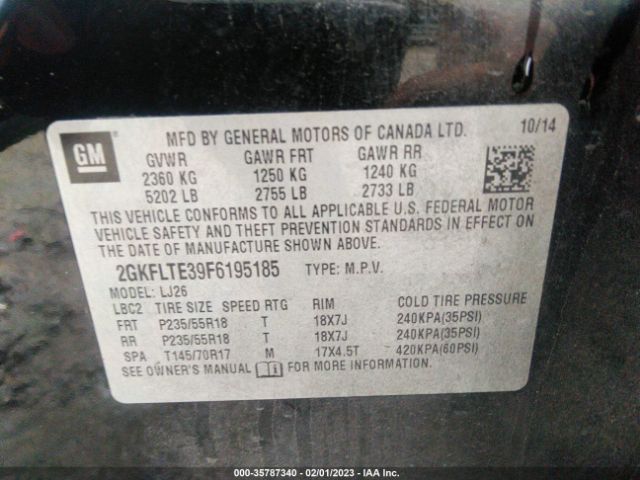 MFD BY GENERAL MOTORS OF CANADA LTD. 10/14
GM
GVWR GAWR FRT GAWR RR
2360 KG 1250 KG 1240 KG
5202 LB 2755 LB 2733 LB
THIS VEHICLE CONFORMS TO ALL APPLICABLE U.S. FEDERAL MOTOR
VEHICLE SAFETY AND THEFT PREVENTION STANDARDS IN EFFECT ON
THE DATE OF MANUFACTURE SHOWN ABOVE.
2GKFLTE39F6195185 TYPE: M.P.V.
MODEL: LJ26
LBC2 TIRE SIZE SPEED RTG RIM COLD TIRE PRESSURE
FRT P235/55R18 T 18X7J 240KPA(35PSI)
RR P235/55R18 T 18X7J 240KPA(35PSI)
SPA T145/70R17 M 17X4.5T 420KPA(60PSI)
SEE OWNER'S MANUAL FOR MORE INFORMATION.
000-35787340 - 02/01/2023 - IAA Inc.